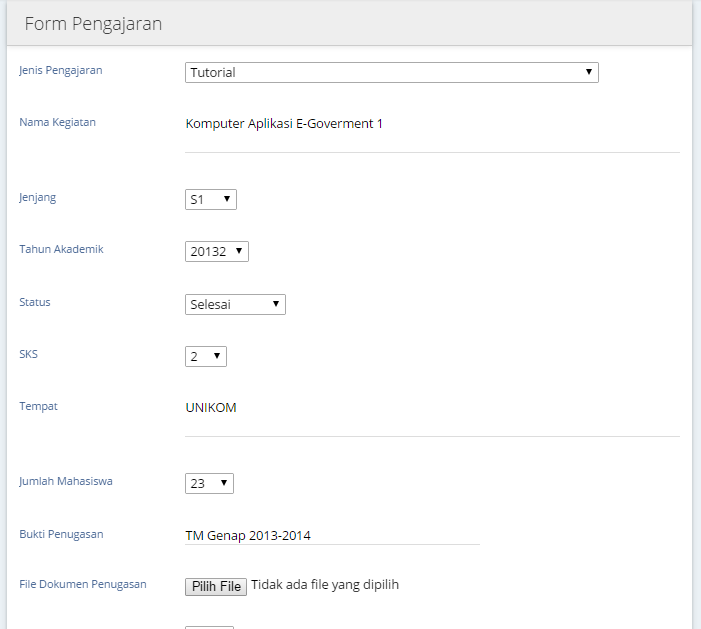 Form Pengajaran
Jenis Pengajaran Tutorial
Nama Kegiatan Komputer Aplikasi E-Goverment 1
Jenjang S1
Tahun Akademik 20132
Status Selesai
SKS 2
Tempat UNIKOM
Jumlah Mahasiswa 23
Bukti Penugasan TM Genap 2013-2014
File Dokumen Penugasan Pilih File Tidak ada file yang dipilih